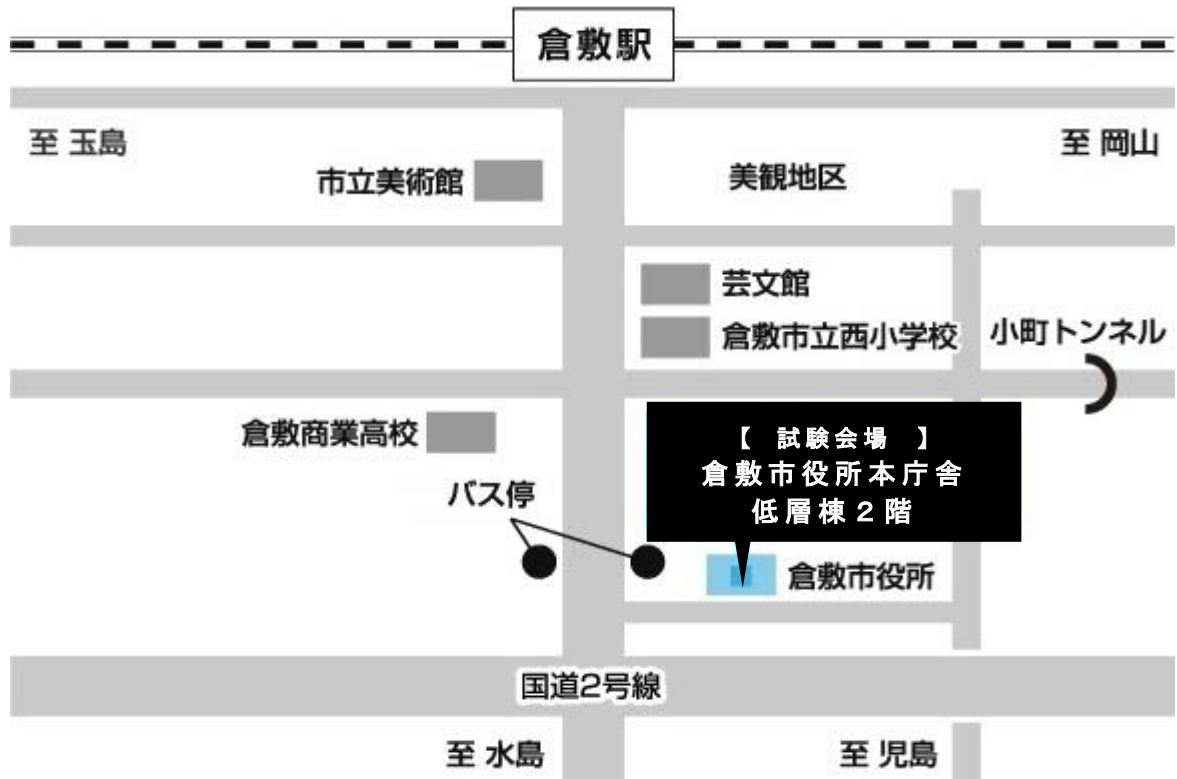 倉敷駅
至 玉島
至 岡山
市立美術館
美観地区
芸文館
倉敷市立西小学校
小町トンネル
倉敷商業高校
【 試験会場 】
倉敷市役所本庁舎
低層棟2階
バス停
倉敷市役所
国道2号線
至 水島
至 児島